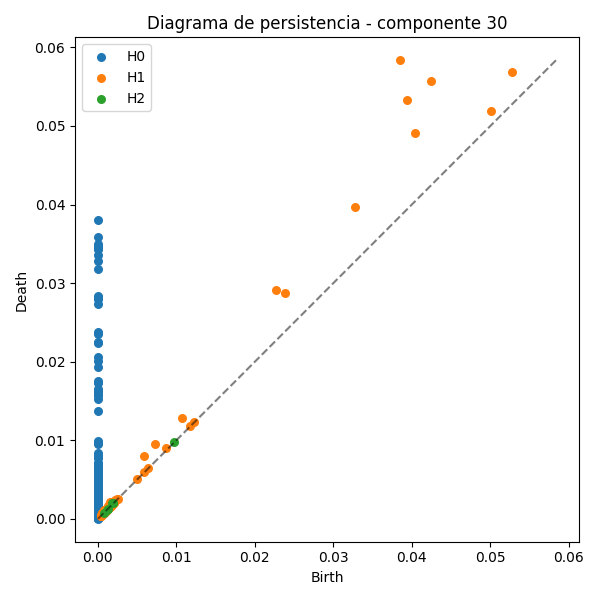 Diagrama de persistencia - componente 30
H0
H1
H2
0.06
0.05
0.04
0.03
0.02
0.01
0.00
Death
0.00 0.01 0.02 0.03 0.04 0.05 0.06
Birth